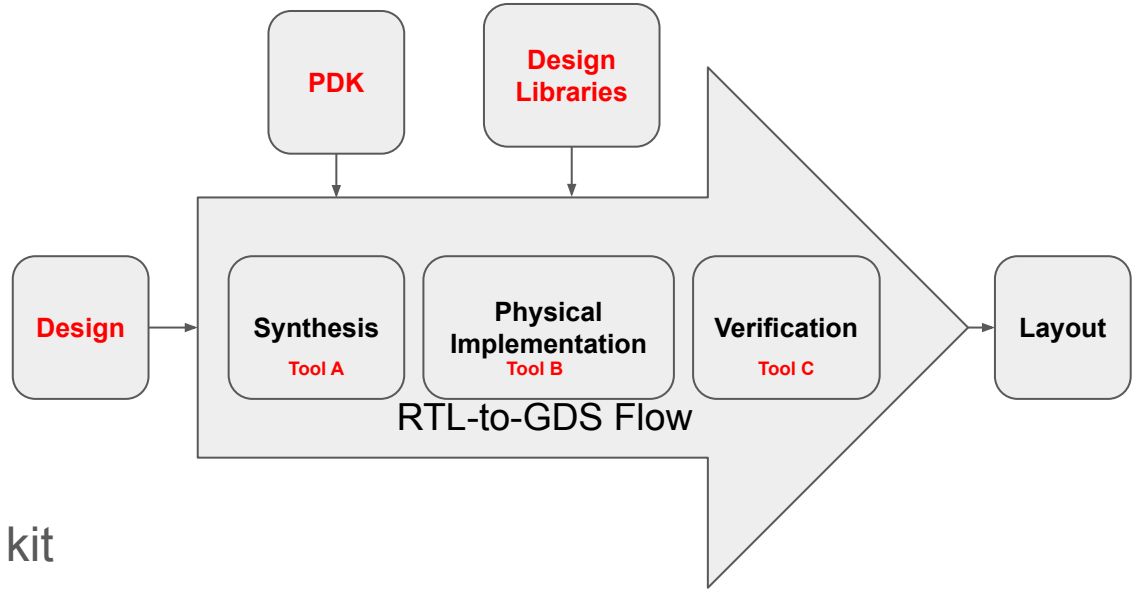 PDK
Design
Libraries
Design
Synthesis
Tool A
Physical
Implementation
Tool B
Verification
Tool C
Layout
RTL-to-GDS Flow
kit